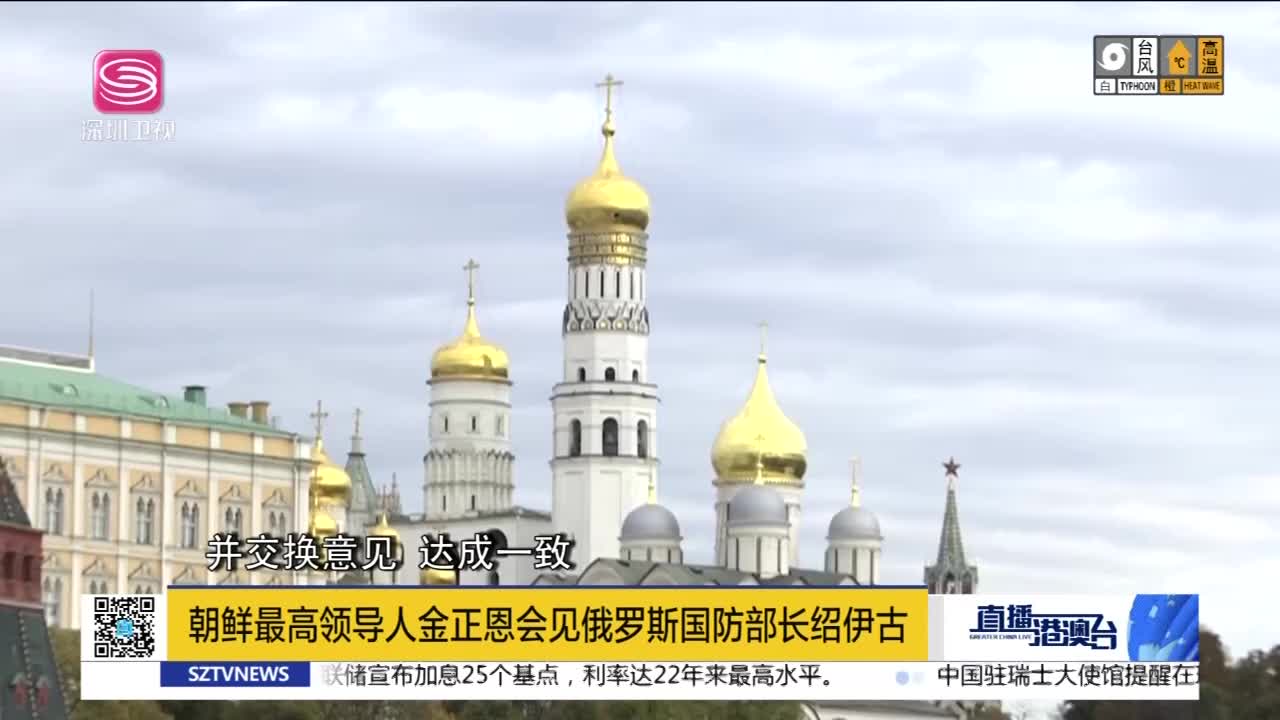 深圳卫视
台风
高温
℃
白
TYPHOON
橙
HEAT WAVE
并交换意见 达成一致
朝鲜最高领导人金正恩会见俄罗斯国防部长绍伊古
直播港澳台
GREATER CHINA LIVE
SZTVNEWS
联储宣布加息25个基点，利率达22年来最高水平。
中国驻瑞士大使馆提醒在